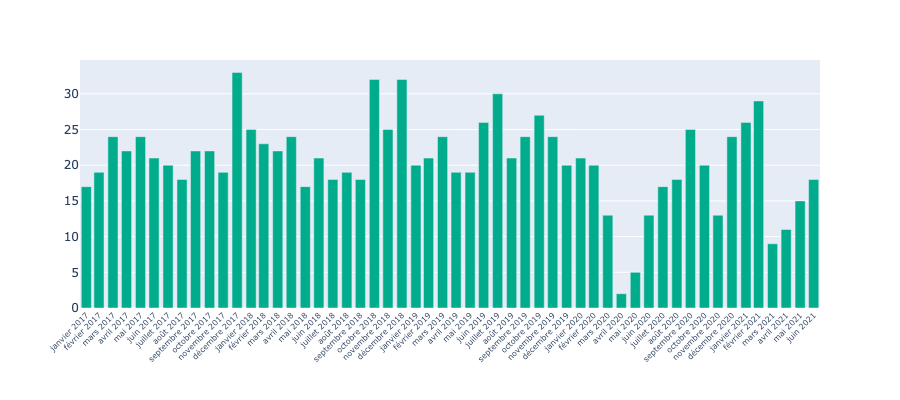 30
25
20
15
10
5
0
janvier 2017
février 2017
mars 2017
avril 2017
mai 2017
juin 2017
juillet 2017
août 2017
septembre 2017
octobre 2017
novembre 2017
décembre 2017
janvier 2018
février 2018
mars 2018
avril 2018
mai 2018
juin 2018
juillet 2018
août 2018
septembre 2018
octobre 2018
novembre 2018
décembre 2018
janvier 2019
février 2019
mars 2019
avril 2019
mai 2019
juin 2019
juillet 2019
août 2019
septembre 2019
octobre 2019
novembre 2019
décembre 2019
janvier 2020
février 2020
mars 2020
avril 2020
mai 2020
juin 2020
juillet 2020
août 2020
septembre 2020
octobre 2020
novembre 2020
décembre 2020
janvier 2021
février 2021
mars 2021
avril 2021
mai 2021
juin 2021